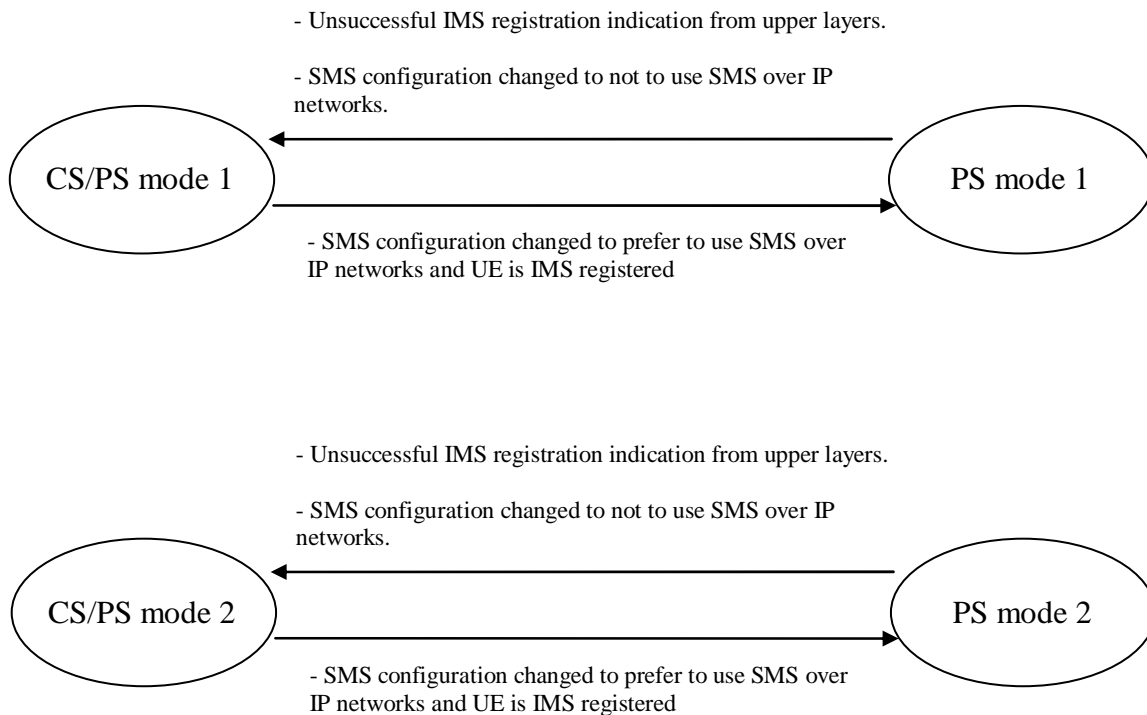 - Unsuccessful IMS registration indication from upper layers.
- SMS configuration changed to not to use SMS over IP
networks.
CS/PS mode 1
PS mode 1
- SMS configuration changed to prefer to use SMS over
IP networks and UE is IMS registered
- Unsuccessful IMS registration indication from upper layers.
- SMS configuration changed to not to use SMS over IP
networks.
CS/PS mode 2
PS mode 2
- SMS configuration changed to prefer to use SMS over
IP networks and UE is IMS registered